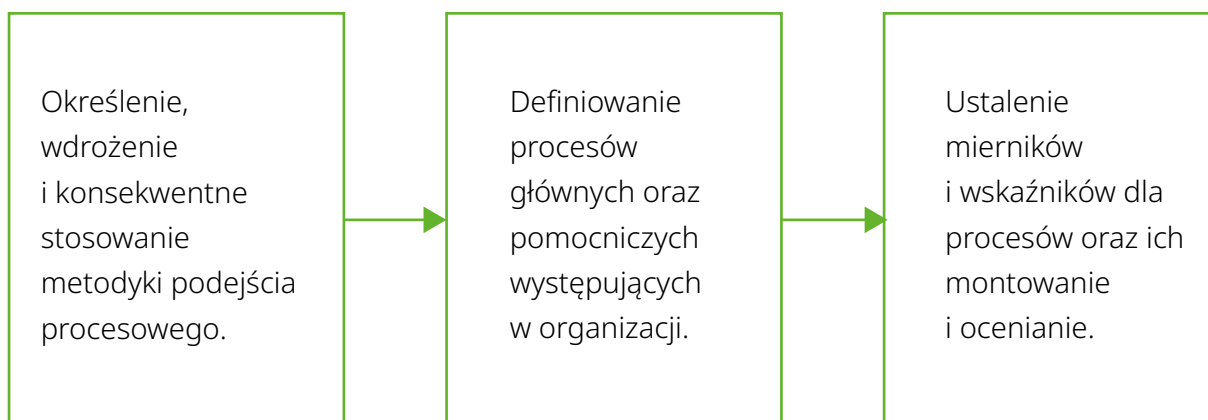 Określenie,
wdrożenie
i konsekwentne
stosowanie
metodyki podejścia
procesowego.
Definiowanie
procesów
głównych oraz
pomocniczych
występujących
w organizacji.
Ustalenie
mierników
i wskaźników dla
procesów oraz ich
montowanie
i ocenianie.